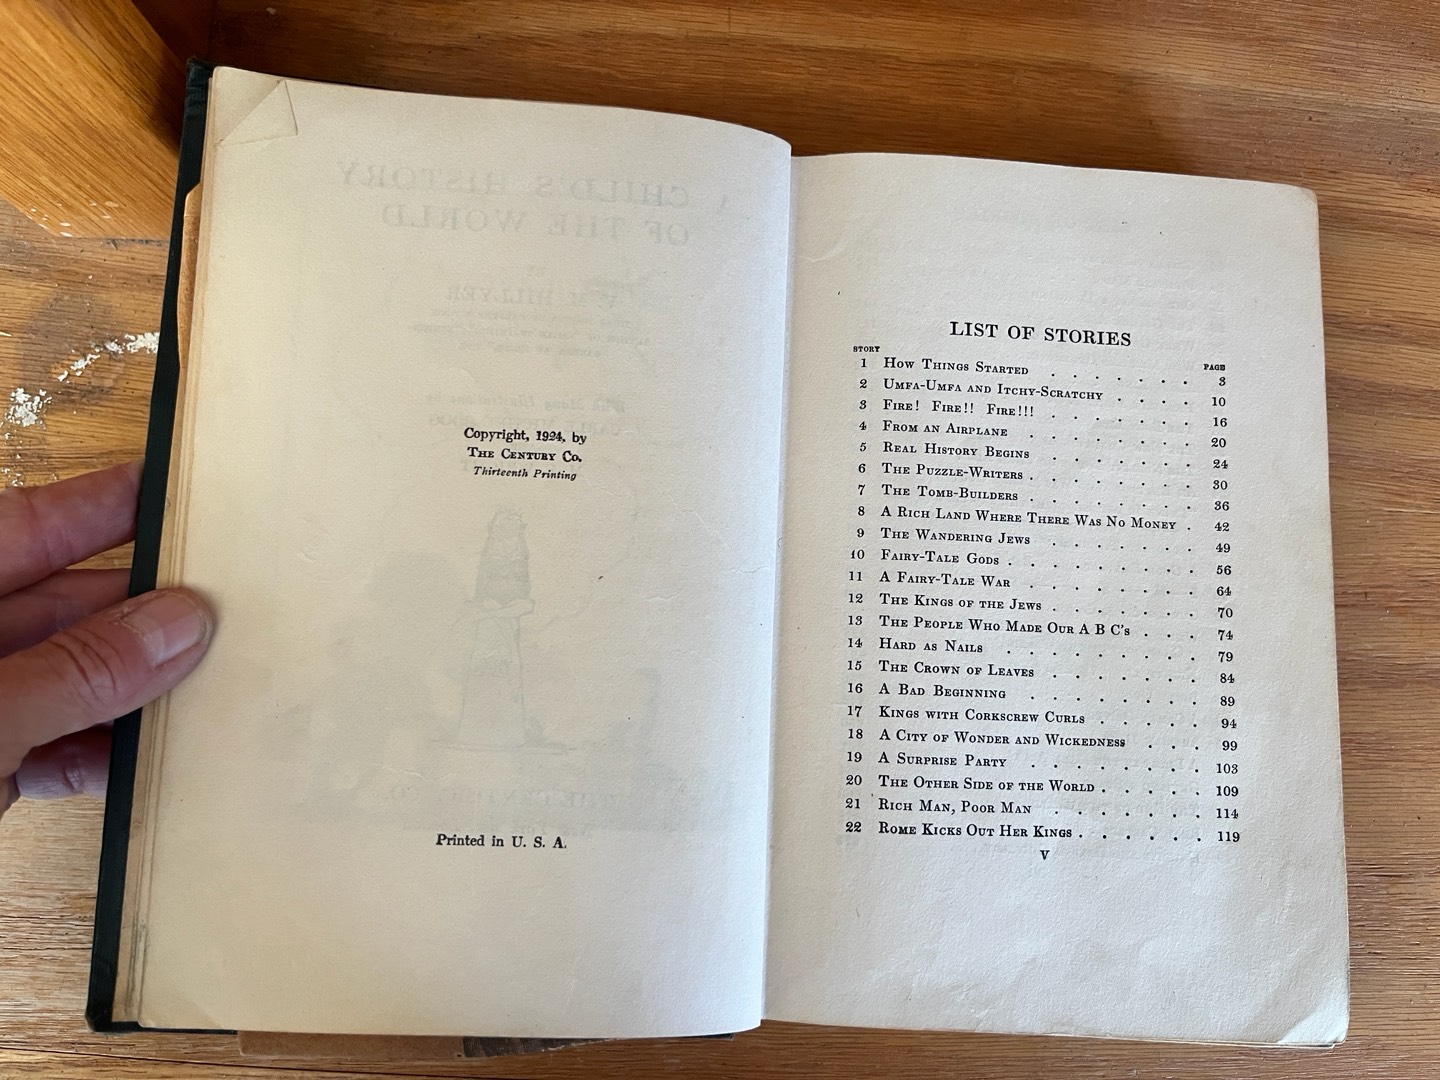 A CHILD'S HISTORY
OF THE WORLD
BY
HILLYER
Copyright, 1924, by
The Century Co.
Thirteenth Printing
Printed in U. S. A.
LIST OF STORIES
STORY PAGE
1 How Things Started . . . . . . . 3
2 Umfa-Umfa and Itchy-Scratchy . . . . 10
3 Fire! Fire!! Fire!!! . . . . . . . 16
4 From an Airplane . . . . . . . . 20
5 Real History Begins . . . . . . . 24
6 The Puzzle-Writers . . . . . . . . 30
7 The Tomb-Builders . . . . . . . . 36
8 A Rich Land Where There Was No Money . 42
9 The Wandering Jews . . . . . . . 49
10 Fairy-Tale Gods . . . . . . . . . 56
11 A Fairy-Tale War . . . . . . . . 64
12 The Kings of the Jews . . . . . . . 70
13 The People Who Made Our A B C's . . . 74
14 Hard as Nails . . . . . . . . . 79
15 The Crown of Leaves . . . . . . . 84
16 A Bad Beginning . . . . . . . . 89
17 Kings with Corkscrew Curls . . . . . 94
18 A City of Wonder and Wickedness . . . 99
19 A Surprise Party . . . . . . . . 103
20 The Other Side of the World . . . . . 109
21 Rich Man, Poor Man . . . . . . . 114
22 Rome Kicks Out Her Kings . . . . . . 119
V